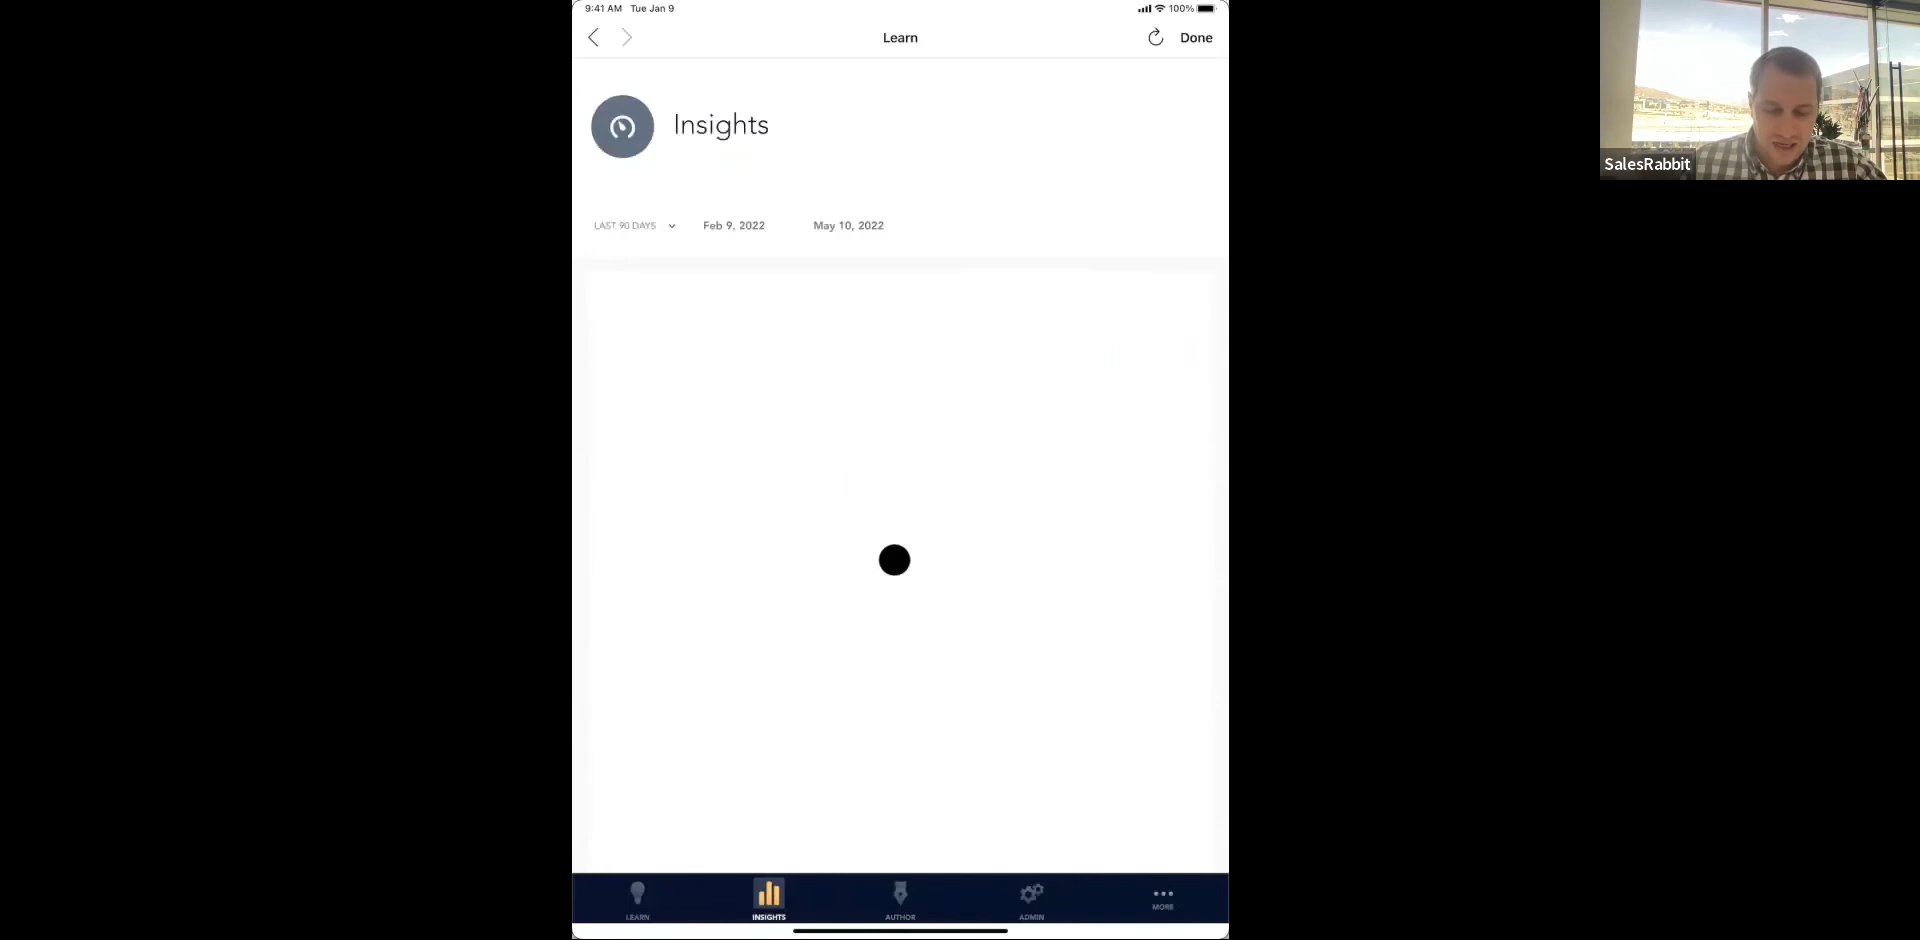 9:41 AM Tue Jan 9
100%
Learn
Done
Insights
LAST 90 DAYS
Feb 9, 2022
May 10, 2022
SalesRabbit
LEARN
INSIGHTS
AUTHOR
ADMIN
MORE